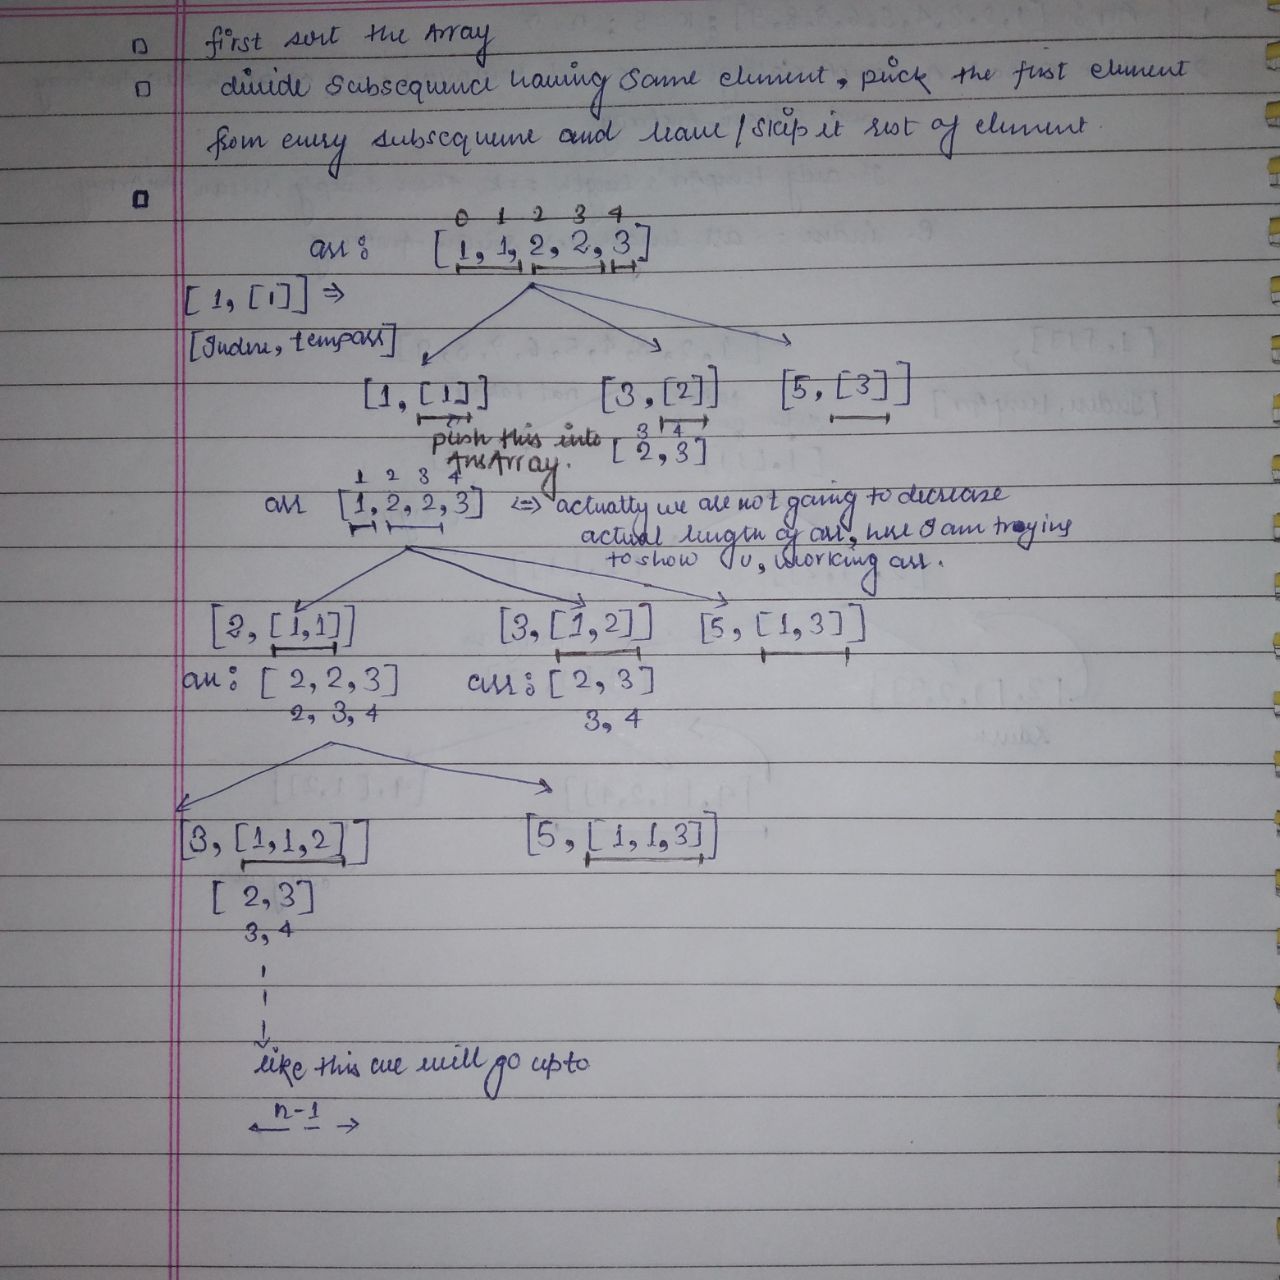 first sort the Array
divide Subsequence having Same element, pick the first element
from every subsequence and leave / skip it rest of element
0 1 2 3 4
arr : [1, 1, 2, 2, 3]
[ 1, [1] ] ⇒
[Index, temparr]
[1, [1] ] [3, [2] ] [5, [3] ]
push this into
AnsArray.
3 4
[ 2, 3 ]
1 2 3 4
arr [1, 2, 2, 3] <=> actually we are not going to decrease
actual length of arr, here I am troying
to show u, working arr.
[2, [1,1] ] [3, [1,2] ] [5, [1,3] ]
arr : [ 2, 2, 3 ] arr : [ 2, 3 ]
2, 3, 4 3, 4
[3, [1,1,2] ] [5, [1,1,3] ]
[ 2, 3 ]
3, 4
like this we will go upto
n-1